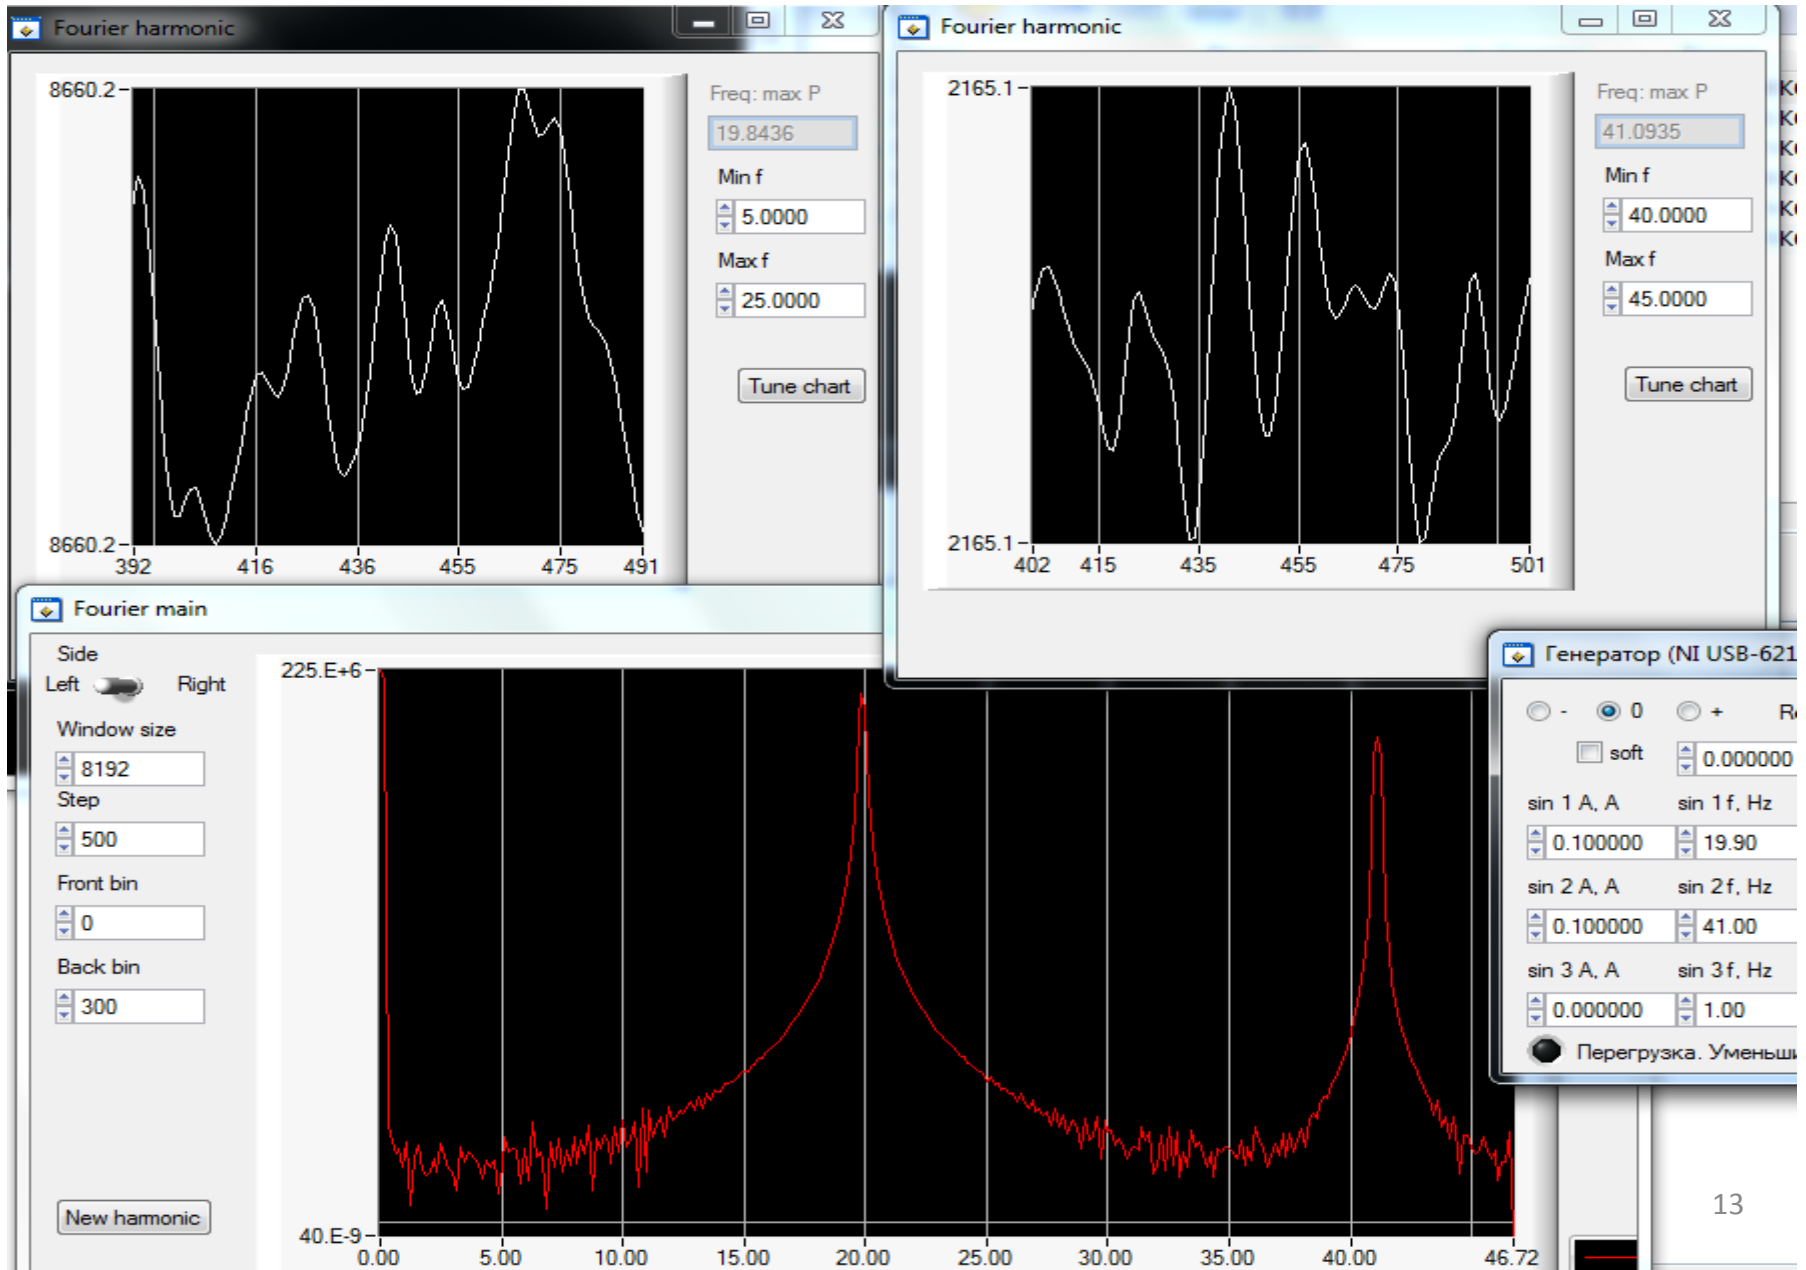 Fourier harmonic
8660.2
8660.2
392 416 436 455 475 491
Freq: max P
19.8436
Min f
5.0000
Max f
25.0000
Tune chart
Fourier harmonic
2165.1
2165.1
402 415 435 455 475 501
Freq: max P
41.0935
Min f
40.0000
Max f
45.0000
Tune chart
Fourier main
Side
Left Right
Window size
8192
Step
500
Front bin
0
Back bin
300
New harmonic
225.E+6
40.E-9
0.00 5.00 10.00 15.00 20.00 25.00 30.00 35.00 40.00 46.72
Генератор (NI USB-621
- 0 +
soft 0.000000
sin 1 A, A sin 1 f, Hz
0.100000 19.90
sin 2 A, A sin 2 f, Hz
0.100000 41.00
sin 3 A, A sin 3 f, Hz
0.000000 1.00
Перегрузка. Уменьши
13